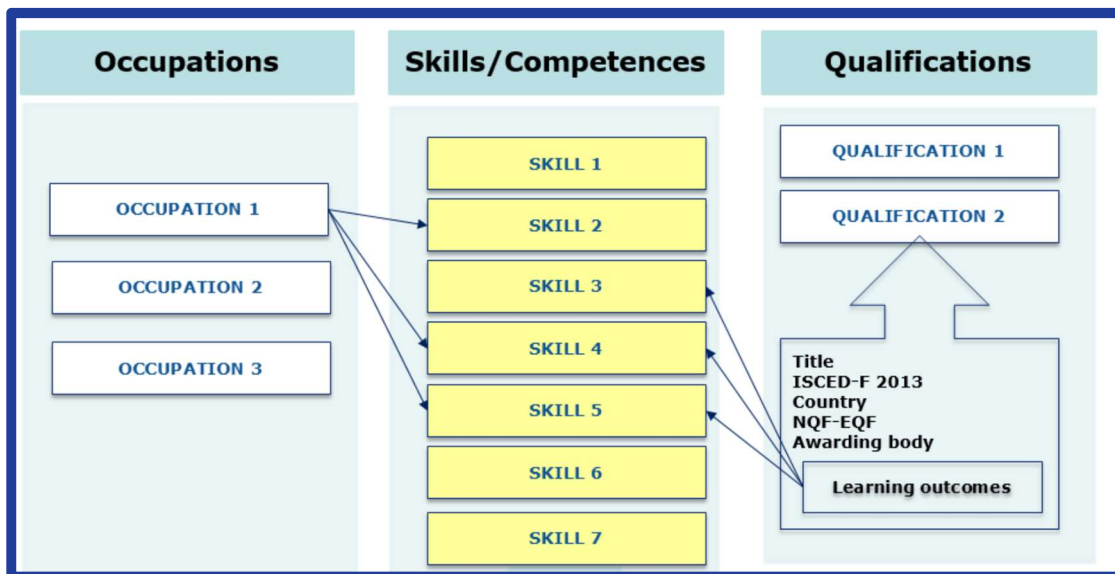 Occupations
Skills/Competences
Qualifications
OCCUPATION 1
OCCUPATION 2
OCCUPATION 3
SKILL 1
SKILL 2
SKILL 3
SKILL 4
SKILL 5
SKILL 6
SKILL 7
QUALIFICATION 1
QUALIFICATION 2
Title
ISCED-F 2013
Country
NQF-EQF
Awarding body
Learning outcomes